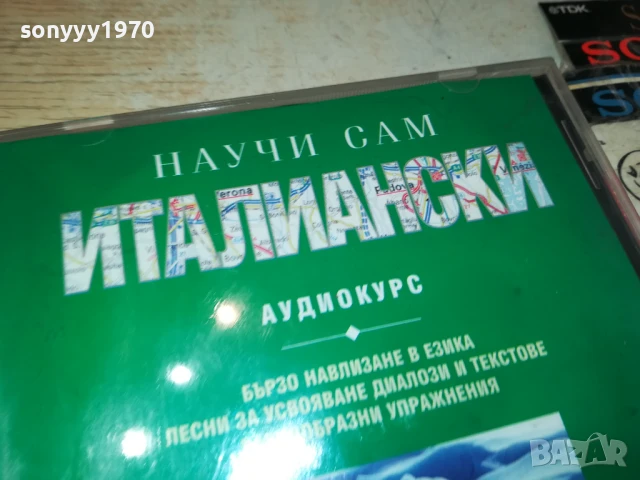 sonyyy1970
TDK
НАУЧИ САМ
ИТАЛИАНСКИ
Verona
Padova
Venezi
АУДИОКУРС
БЪРЗО НАВЛИЗАНЕ В ЕЗИКА
ЛЕСНИ ЗА УСВОЯВАНЕ ДИАЛОЗИ И ТЕКСТОВЕ
ОБРАЗНИ УПРАЖНЕНИЯ
BAZAR